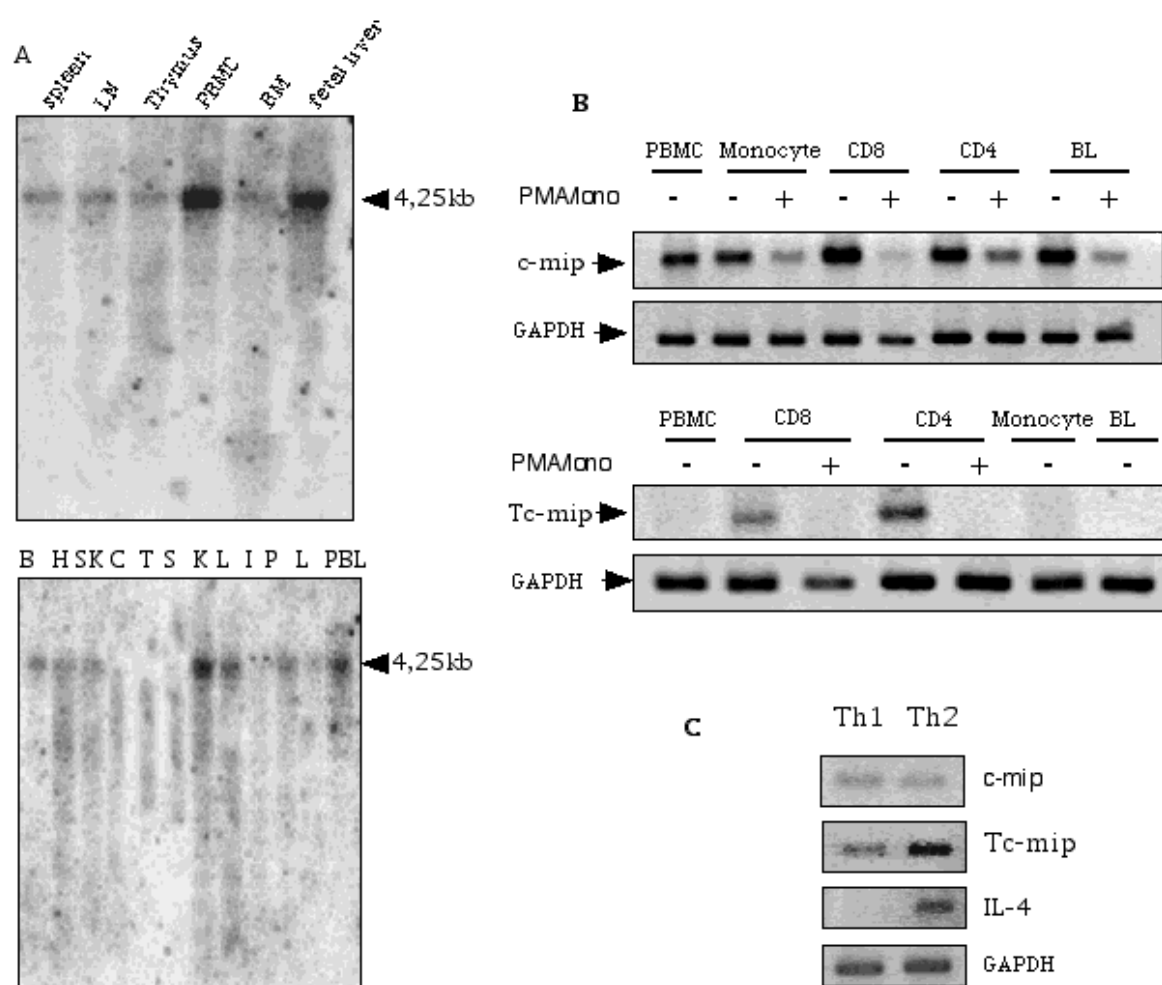 A
spleen LN Thymus PBMC BM fetal liver
4,25kb
B H SK C T S K L I P L PBL
4,25kb
B
PBMC Monocyte CD8 CD4 BL
PMA/iono - - + - + - + - +
c-mip
GAPDH
PBMC CD8 CD4 Monocyte BL
PMA/iono - - + - + - -
Tc-mip
GAPDH
C
Th1 Th2
c-mip
Tc-mip
IL-4
GAPDH